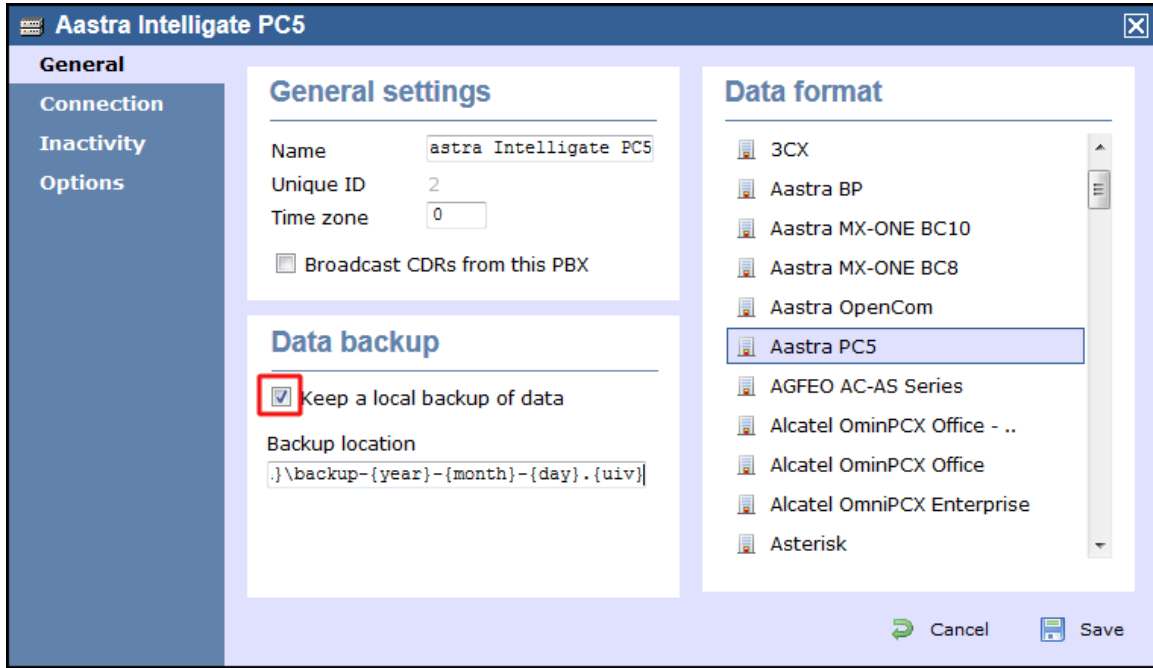 Aastra Intelligate PC5
General
Connection
Inactivity
Options
General settings
Name astra Intelligate PC5
Unique ID 2
Time zone 0
Broadcast CDRs from this PBX
Data backup
Keep a local backup of data
Backup location
.}\backup-{year}-{month}-{day}.{uiv}
Data format
3CX
Aastra BP
Aastra MX-ONE BC10
Aastra MX-ONE BC8
Aastra OpenCom
Aastra PC5
AGFEO AC-AS Series
Alcatel OminPCX Office - ..
Alcatel OminPCX Office
Alcatel OmniPCX Enterprise
Asterisk
Cancel Save